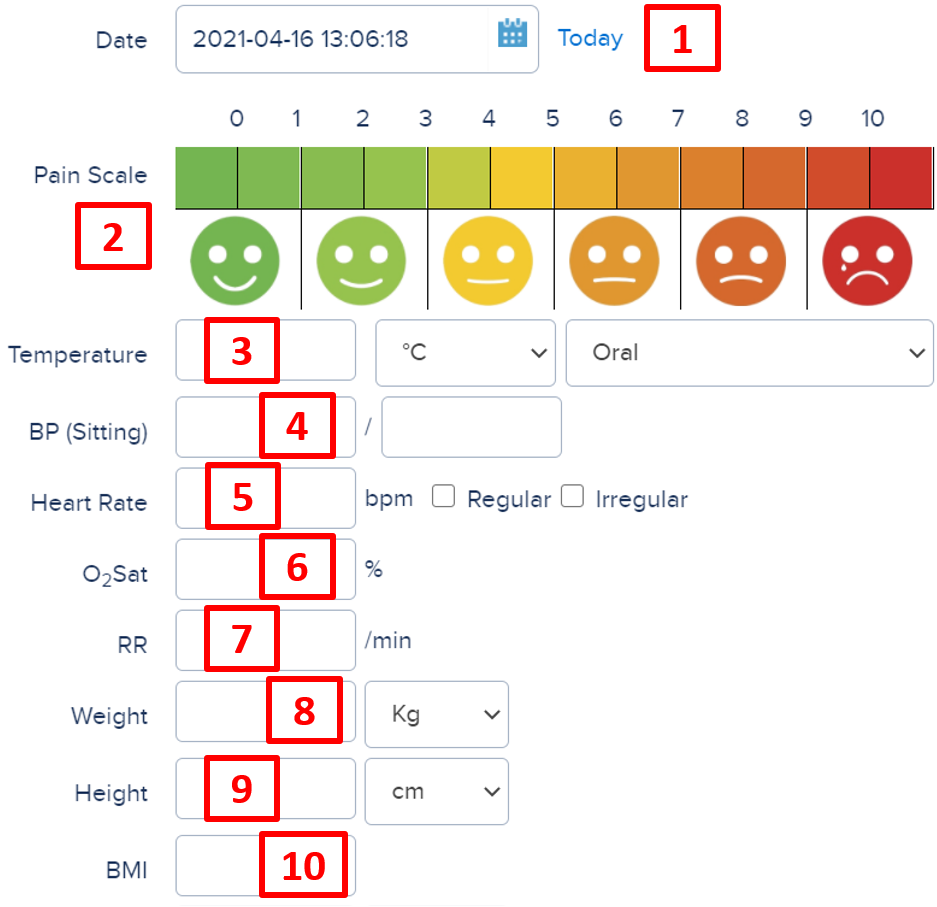 Date 2021-04-16 13:06:18 Today 1
0 1 2 3 4 5 6 7 8 9 10
Pain Scale
2
Temperature 3 °C Oral
BP (Sitting) 4 /
Heart Rate 5 bpm Regular Irregular
O₂Sat 6 %
RR 7 /min
Weight 8 Kg
Height 9 cm
BMI 10